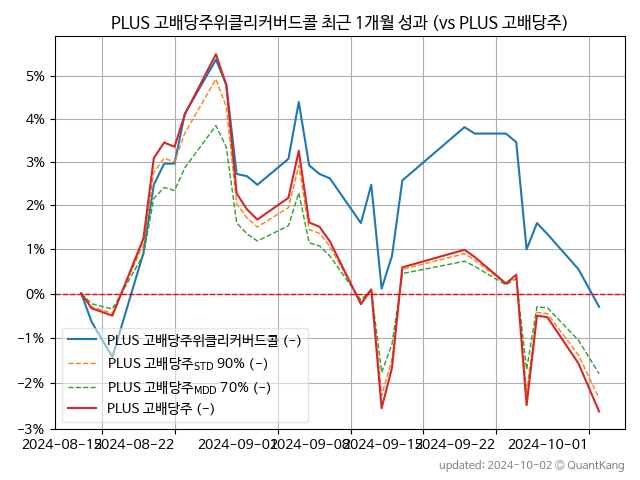 PLUS 고배당주위클리커버드콜 최근 1개월 성과 (vs PLUS 고배당주)
5%
4%
3%
2%
1%
0%
-1%
-2%
-3%
PLUS 고배당주위클리커버드콜 (-)
PLUS 고배당주STD 90% (-)
PLUS 고배당주MDD 70% (-)
PLUS 고배당주 (-)
2024-08-15 2024-08-22 2024-09-01 2024-09-08 2024-09-15 2024-09-22 2024-10-01
updated: 2024-10-02 © QuantKang